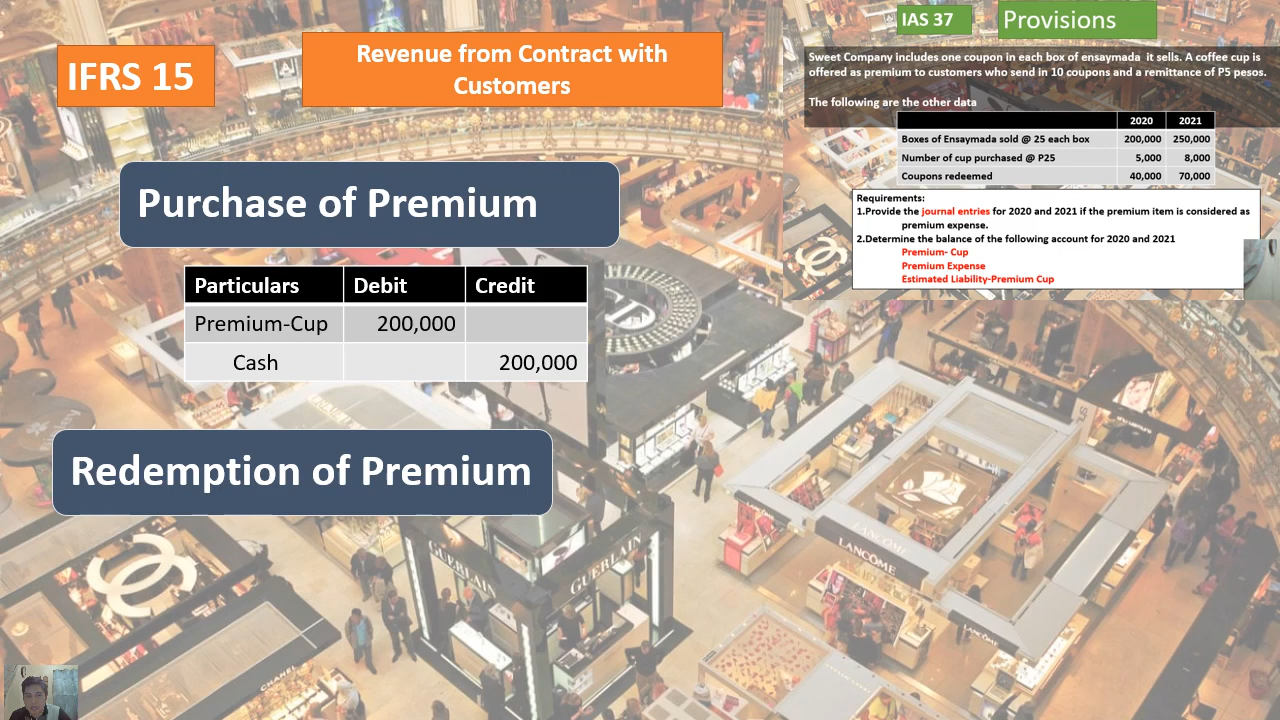 IFRS 15
Revenue from Contract with
Customers
Purchase of Premium
Particulars Debit Credit
Premium-Cup 200,000
Cash 200,000
Redemption of Premium
IAS 37
Provisions
Sweet Company includes one coupon in each box of ensaymada it sells. A coffee cup is
offered as premium to customers who send in 10 coupons and a remittance of P5 pesos.
The following are the other data
2020 2021
Boxes of Ensaymada sold @ 25 each box 200,000 250,000
Number of cup purchased @ P25 5,000 8,000
Coupons redeemed 40,000 70,000
Requirements:
1.Provide the journal entries for 2020 and 2021 if the premium item is considered as
premium expense.
2.Determine the balance of the following account for 2020 and 2021
Premium- Cup
Premium Expense
Estimated Liability-Premium Cup
GUERLAIN
GUERLAIN
LANCÔME
LANCÔME
LANCÔME
CHANEL